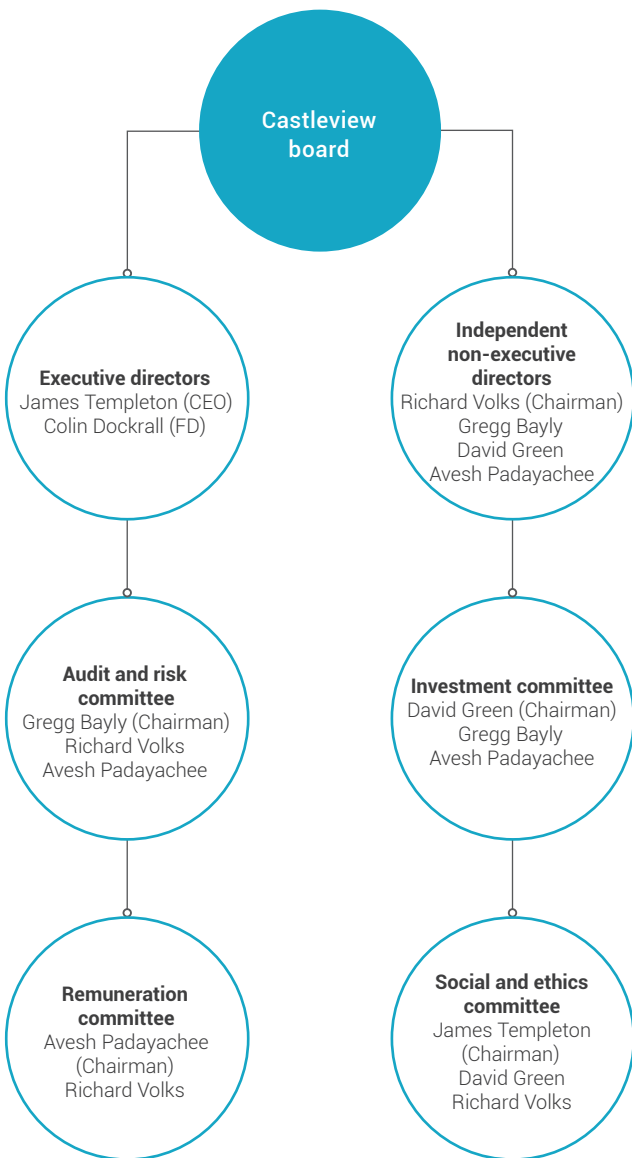 Castleview
board
Executive directors
James Templeton (CEO)
Colin Dockrall (FD)
Independent
non-executive
directors
Richard Volks (Chairman)
Gregg Bayly
David Green
Avesh Padayachee
Audit and risk
committee
Gregg Bayly (Chairman)
Richard Volks
Avesh Padayachee
Investment committee
David Green (Chairman)
Gregg Bayly
Avesh Padayachee
Remuneration
committee
Avesh Padayachee
(Chairman)
Richard Volks
Social and ethics
committee
James Templeton
(Chairman)
David Green
Richard Volks